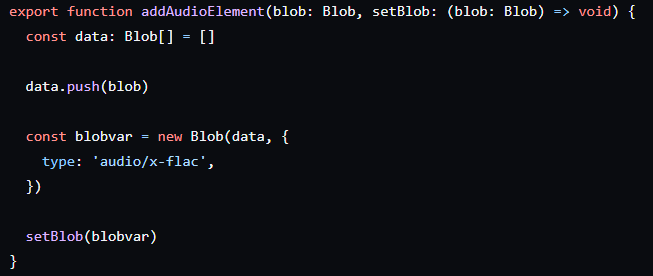 export function addAudioElement(blob: Blob, setBlob: (blob: Blob) => void) {
  const data: Blob[] = []

  data.push(blob)

  const blobvar = new Blob(data, {
    type: 'audio/x-flac',
  })

  setBlob(blobvar)
}